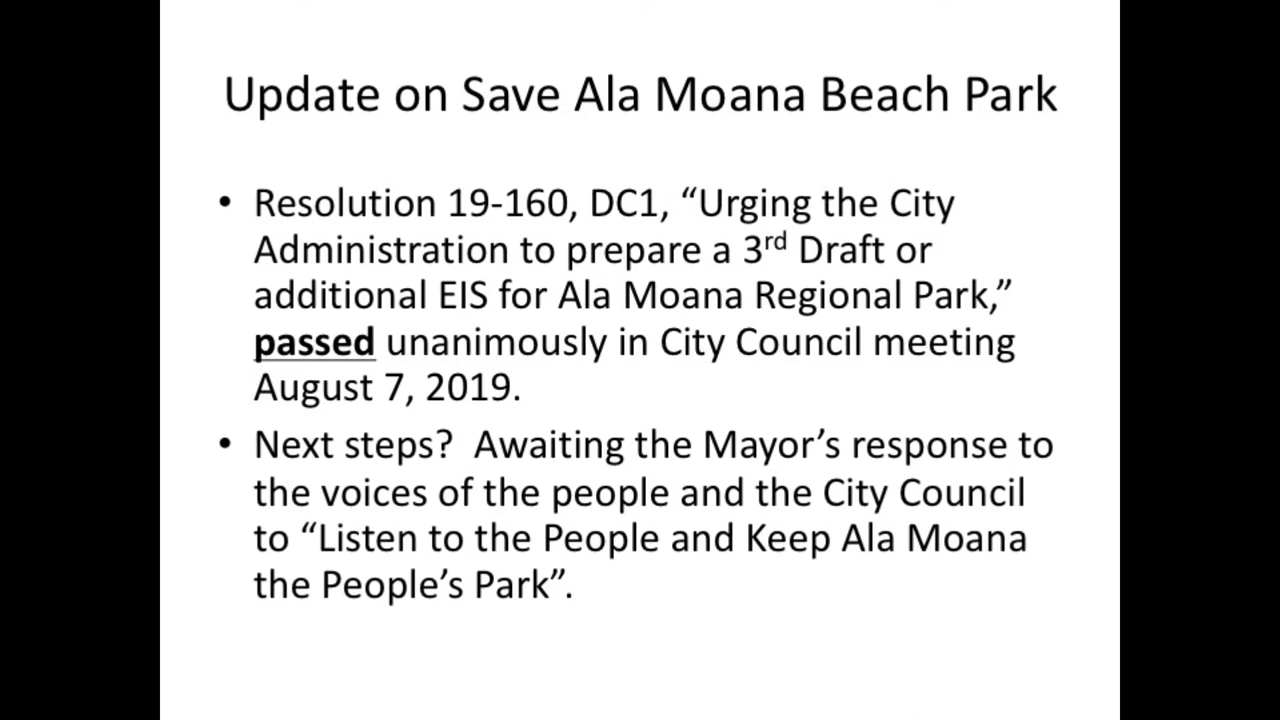 Update on Save Ala Moana Beach Park
• Resolution 19-160, DC1, “Urging the City
Administration to prepare a 3rd Draft or
additional EIS for Ala Moana Regional Park,”
passed unanimously in City Council meeting
August 7, 2019.
• Next steps?  Awaiting the Mayor’s response to
the voices of the people and the City Council
to “Listen to the People and Keep Ala Moana
the People’s Park”.